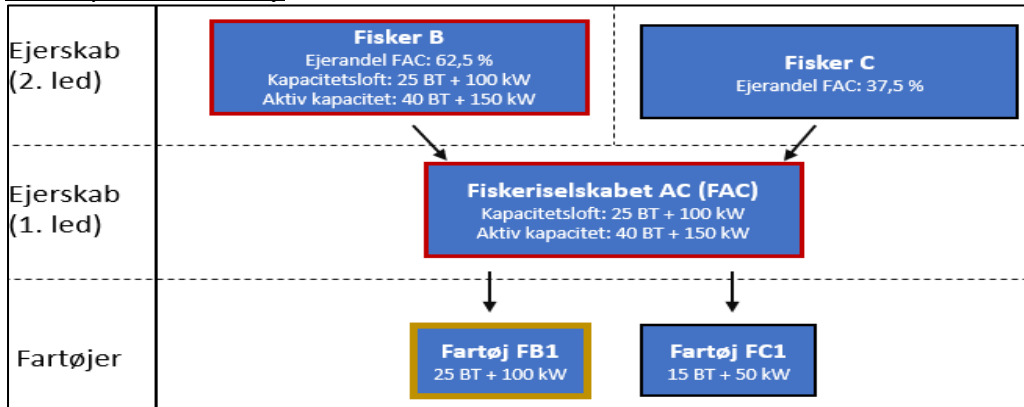 Ejerskab
(2. led)
Fisker B
Ejerandel FAC: 62,5 %
Kapacitetsloft: 25 BT + 100 kW
Aktiv kapacitet: 40 BT + 150 kW
Fisker C
Ejerandel FAC: 37,5 %
Ejerskab
(1. led)
Fiskeriselskabet AC (FAC)
Kapacitetsloft: 25 BT + 100 kW
Aktiv kapacitet: 40 BT + 150 kW
Fartøjer
Fartøj FB1
25 BT + 100 kW
Fartøj FC1
15 BT + 50 kW